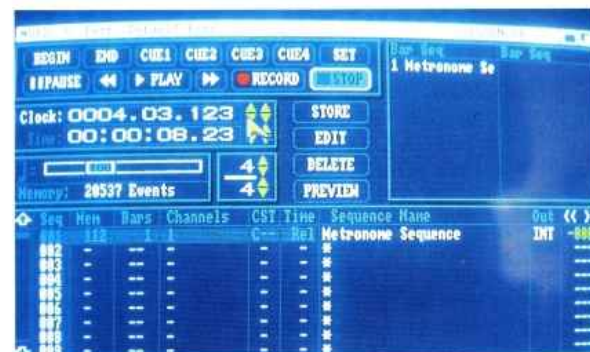 BEGIN END CUE1 CUE2 CUE3 CUE4 SET
PAUSE PLAY RECORD STOP
Clock: 0004.03.123
Time: 00:00:08.23
STORE
EDIT
DELETE
PREVIEW
4
4
Memory: 20537 Events
Bar Seq Bar Seq
1 Metronome Se
Seq Mem Bars Channels CST Time Sequence Name Out
001 112 1 C-- Rel Metronome Sequence INT
002 - -- - - - *
003 - -- - - - *
004 - -- - - - *
005 - -- - - - *
006 - -- - - - *
007 - -- - - - *
008 - -- - - - *